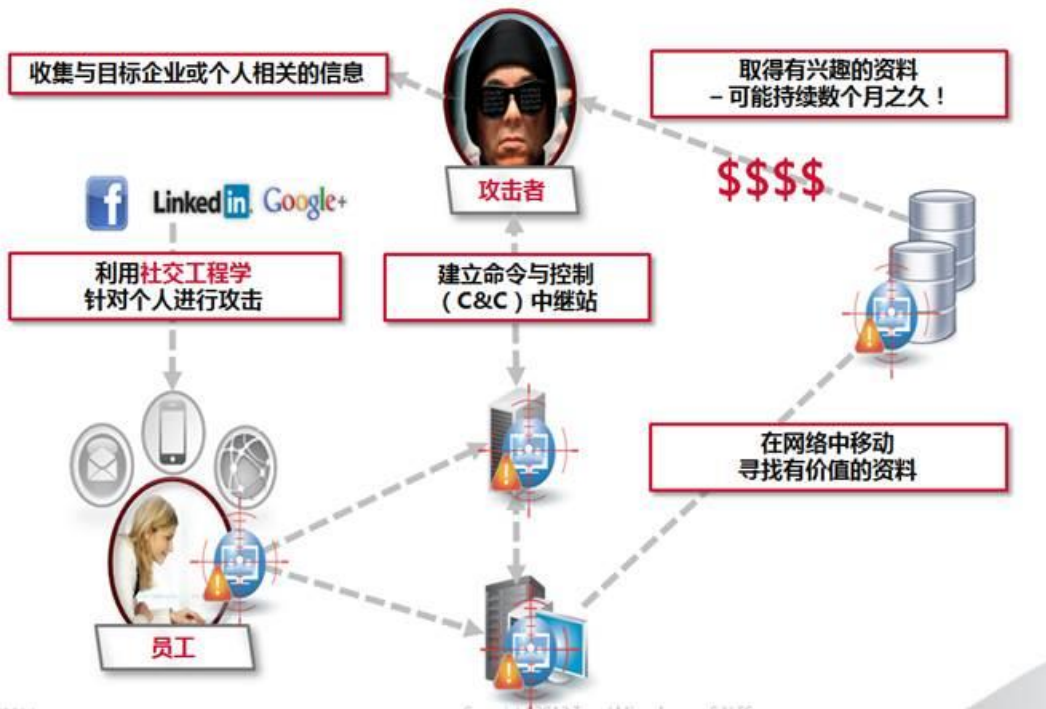 收集与目标企业或个人相关的信息
取得有兴趣的资料
– 可能持续数个月之久！
攻击者
$$$$
f Linked in Google+
利用社交工程学
针对个人进行攻击
建立命令与控制
（C&C）中继站
在网络中移动
寻找有价值的资料
员工